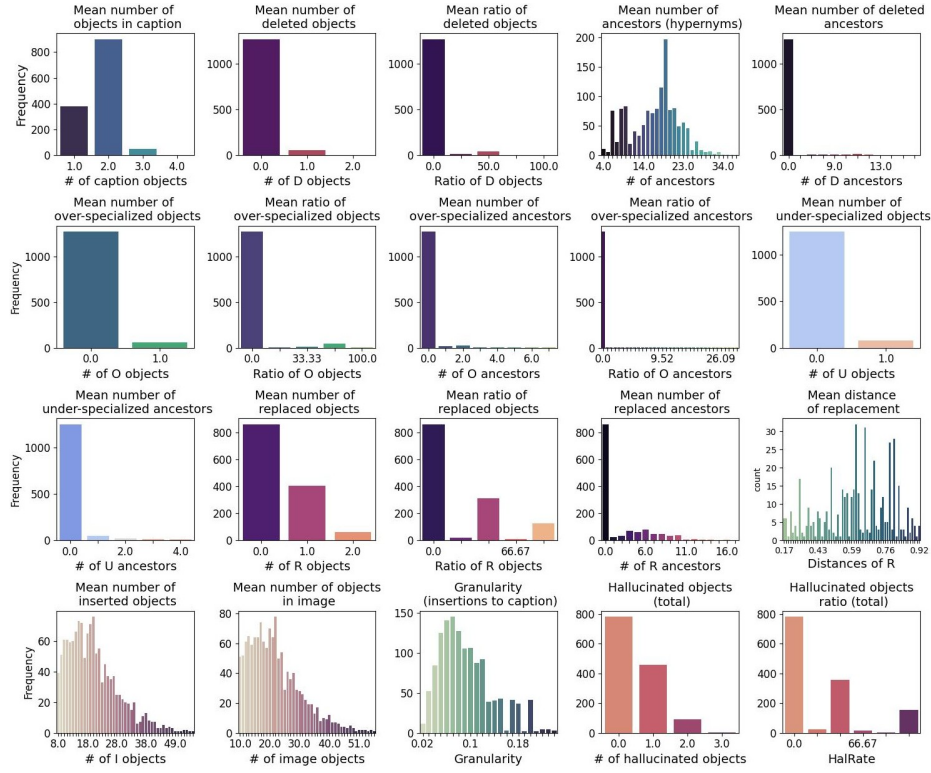 Mean number of
objects in caption
Frequency
800
600
400
200
0
1.0 2.0 3.0 4.0
# of caption objects
Mean number of
deleted objects
1000
500
0
0.0 1.0 2.0
# of D objects
Mean ratio of
deleted objects
1000
500
0
0.0 50.0 100.0
Ratio of D objects
Mean number of
ancestors (hypernyms)
200
150
100
50
0
4.0 14.0 23.0 34.0
# of ancestors
Mean number of deleted
ancestors
1000
500
0
0.0 9.0 13.0
# of D ancestors
Mean number of
over-specialized objects
Frequency
1000
500
0
0.0 1.0
# of O objects
Mean ratio of
over-specialized objects
1000
500
0
0.0 33.33 100.0
Ratio of O objects
Mean number of
over-specialized ancestors
1000
500
0
0.0 2.0 4.0 6.0
# of O ancestors
Mean ratio of
over-specialized ancestors
1000
500
0
0.0 9.52 26.09
Ratio of O ancestors
Mean number of
under-specialized objects
1000
500
0
0.0 1.0
# of U objects
Mean number of
under-specialized ancestors
Frequency
1000
500
0
0.0 2.0 4.0
# of U ancestors
Mean number of
replaced objects
800
600
400
200
0
0.0 1.0 2.0
# of R objects
Mean ratio of
replaced objects
800
600
400
200
0
0.0 66.67
Ratio of R objects
Mean number of
replaced ancestors
800
600
400
200
0
0.0 6.0 11.0 16.0
# of R ancestors
Mean distance
of replacement
count
30
25
20
15
10
5
0
0.17 0.43 0.59 0.76 0.92
Distances of R
Mean number of
inserted objects
Frequency
60
40
20
0
8.0 18.0 28.0 38.0 49.0
# of I objects
Mean number of objects
in image
80
60
40
20
0
10.0 20.0 30.0 40.0 51.0
# of image objects
Granularity
(insertions to caption)
150
100
50
0
0.02 0.1 0.18
Granularity
Hallucinated objects
(total)
800
600
400
200
0
0.0 1.0 2.0 3.0
# of hallucinated objects
Hallucinated objects
ratio (total)
800
600
400
200
0
0.0 66.67
HalRate